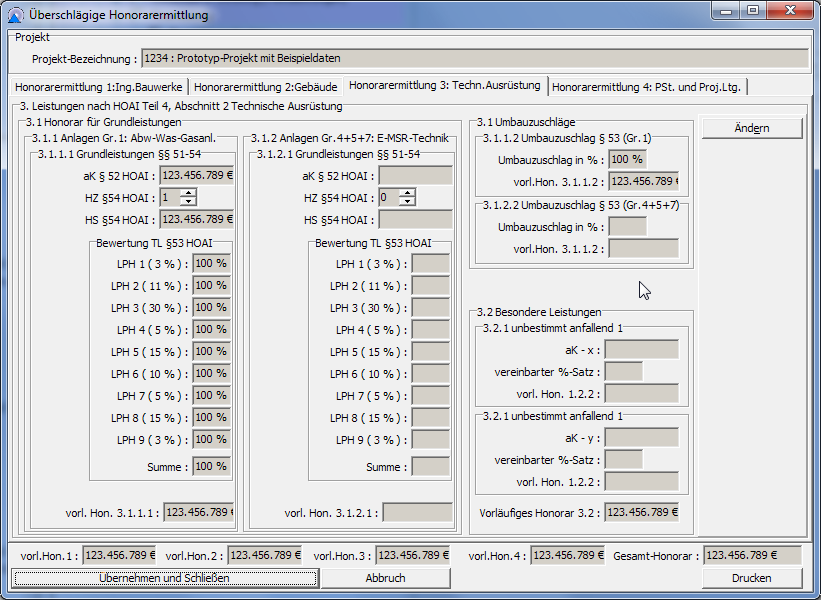 Überschlägige Honorarermittlung
Projekt
Projekt-Bezeichnung : 1234 : Prototyp-Projekt mit Beispieldaten
Honorarermittlung 1:Ing.Bauwerke
Honorarermittlung 2:Gebäude
Honorarermittlung 3: Techn.Ausrüstung
Honorarermittlung 4: PSt. und Proj.Ltg.
3. Leistungen nach HOAI Teil 4, Abschnitt 2 Technische Ausrüstung
3.1 Honorar für Grundleistungen
3.1.1 Anlagen Gr.1: Abw-Was-Gasanl.
3.1.1.1 Grundleistungen §§ 51-54
aK § 52 HOAI : 123.456.789 €
HZ §54 HOAI : 1
HS §54 HOAI : 123.456.789 €
Bewertung TL §53 HOAI
LPH 1 ( 3 % ) : 100 %
LPH 2 ( 11 % ) : 100 %
LPH 3 ( 30 % ) : 100 %
LPH 4 ( 5 % ) : 100 %
LPH 5 ( 15 % ) : 100 %
LPH 6 ( 10 % ) : 100 %
LPH 7 ( 5 % ) : 100 %
LPH 8 ( 15 % ) : 100 %
LPH 9 ( 3 % ) : 100 %
Summe : 100 %
vorl. Hon. 3.1.1.1 : 123.456.789 €
3.1.2 Anlagen Gr.4+5+7: E-MSR-Technik
3.1.2.1 Grundleistungen §§ 51-54
aK § 52 HOAI :
HZ §54 HOAI : 0
HS §54 HOAI :
Bewertung TL §53 HOAI
LPH 1 ( 3 % ) :
LPH 2 ( 11 % ) :
LPH 3 ( 30 % ) :
LPH 4 ( 5 % ) :
LPH 5 ( 15 % ) :
LPH 6 ( 10 % ) :
LPH 7 ( 5 % ) :
LPH 8 ( 15 % ) :
LPH 9 ( 3 % ) :
Summe :
vorl. Hon. 3.1.2.1 :
3.1 Umbauzuschläge
3.1.1.2 Umbauzuschlag § 53 (Gr.1)
Umbauzuschlag in % : 100 %
vorl.Hon. 3.1.1.2 : 123.456.789 €
3.1.2.2 Umbauzuschlag § 53 (Gr.4+5+7)
Umbauzuschlag in % :
vorl.Hon. 3.1.1.2 :
3.2 Besondere Leistungen
3.2.1 unbestimmt anfallend 1
aK - x :
vereinbarter %-Satz :
vorl. Hon. 1.2.2 :
3.2.1 unbestimmt anfallend 1
aK - y :
vereinbarter %-Satz :
vorl. Hon. 1.2.2 :
Vorläufiges Honorar 3.2 : 123.456.789 €
Ändern
vorl.Hon.1 : 123.456.789 € vorl.Hon.2 : 123.456.789 € vorl.Hon.3 : 123.456.789 € vorl.Hon.4 : 123.456.789 € Gesamt-Honorar : 123.456.789 €
Übernehmen und Schließen
Abbruch
Drucken